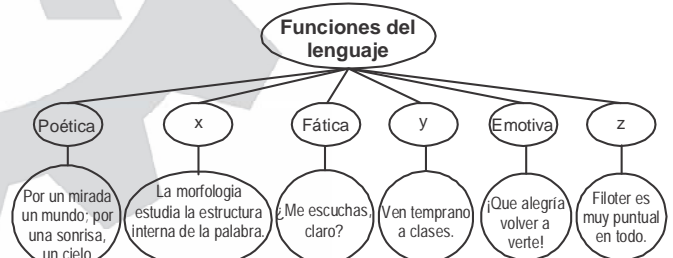 Funciones del
lenguaje
Poética
x
Fática
y
Emotiva
z
Por un mirada
un mundo; por
una sonrisa,
un cielo
La morfologia
estudia la estructura
interna de la palabra.
¿Me escuchas,
claro?
Ven temprano
a clases.
¡Que alegría
volver a
verte!
Filoter es
muy puntual
en todo.